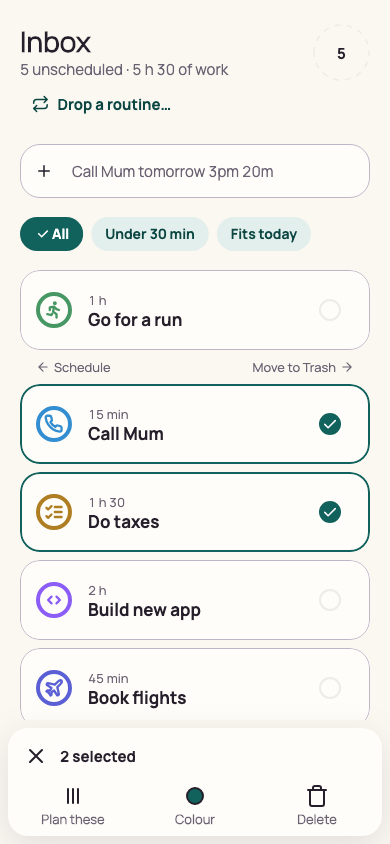 Inbox
5 unscheduled · 5 h 30 of work
5
Drop a routine...
Call Mum tomorrow 3pm 20m
All
Under 30 min
Fits today
1 h
Go for a run
← Schedule
Move to Trash →
15 min
Call Mum
1 h 30
Do taxes
2 h
Build new app
45 min
Book flights
2 selected
Plan these
Colour
Delete